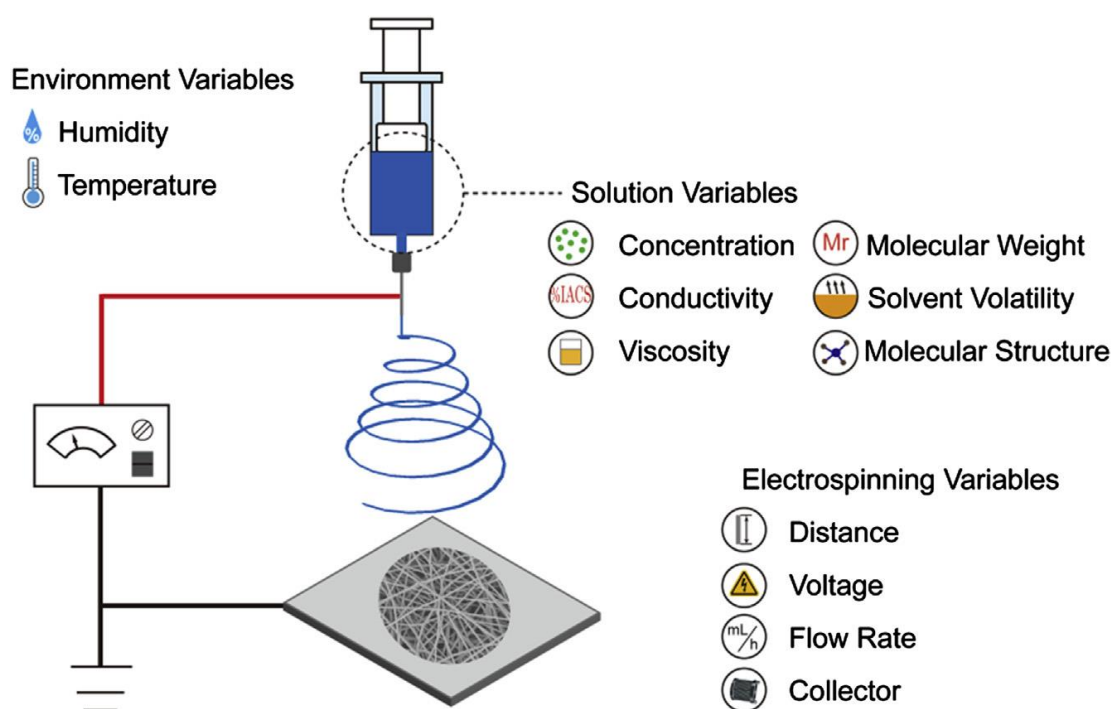 Environment Variables
%
Humidity
Temperature
Solution Variables
Concentration
Mr
Molecular Weight
%IACS
Conductivity
Solvent Volatility
Viscosity
Molecular Structure
Electrospinning Variables
Distance
Voltage
mL/h
Flow Rate
Collector